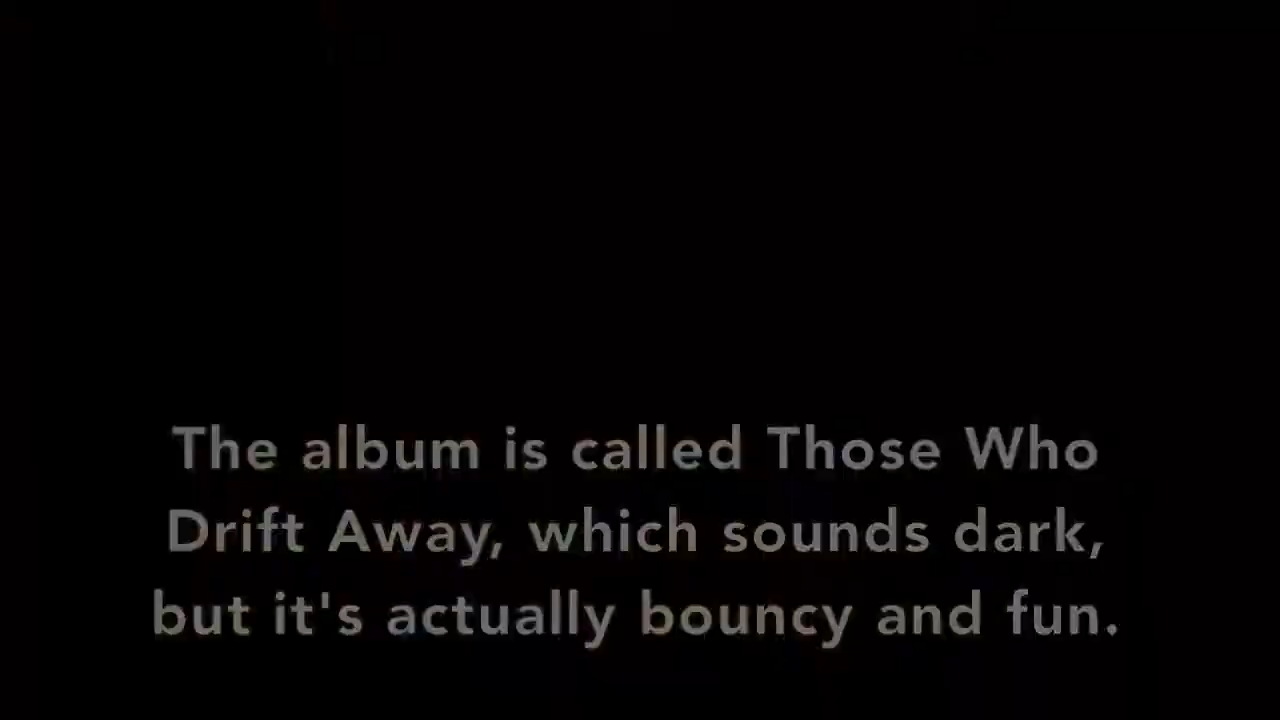 The album is called Those Who
Drift Away, which sounds dark,
but it's actually bouncy and fun.